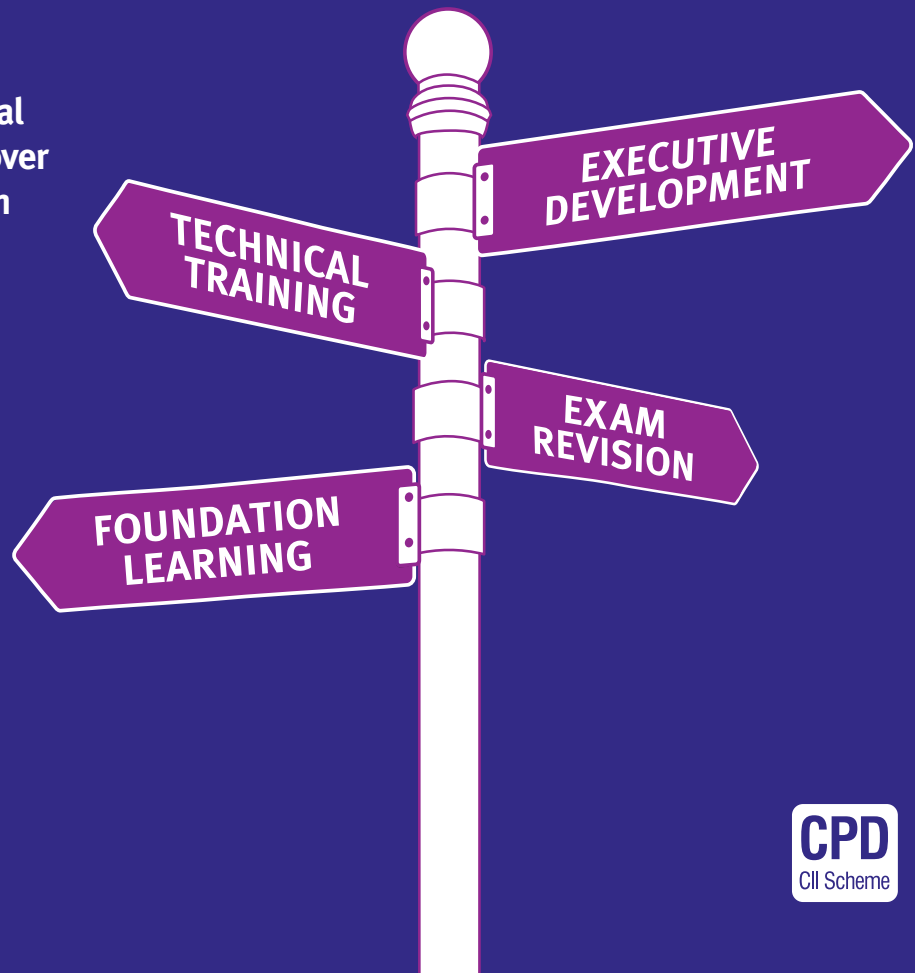 al
over
n
EXECUTIVE
DEVELOPMENT
TECHNICAL
TRAINING
EXAM
REVISION
FOUNDATION
LEARNING
CPD
CII Scheme